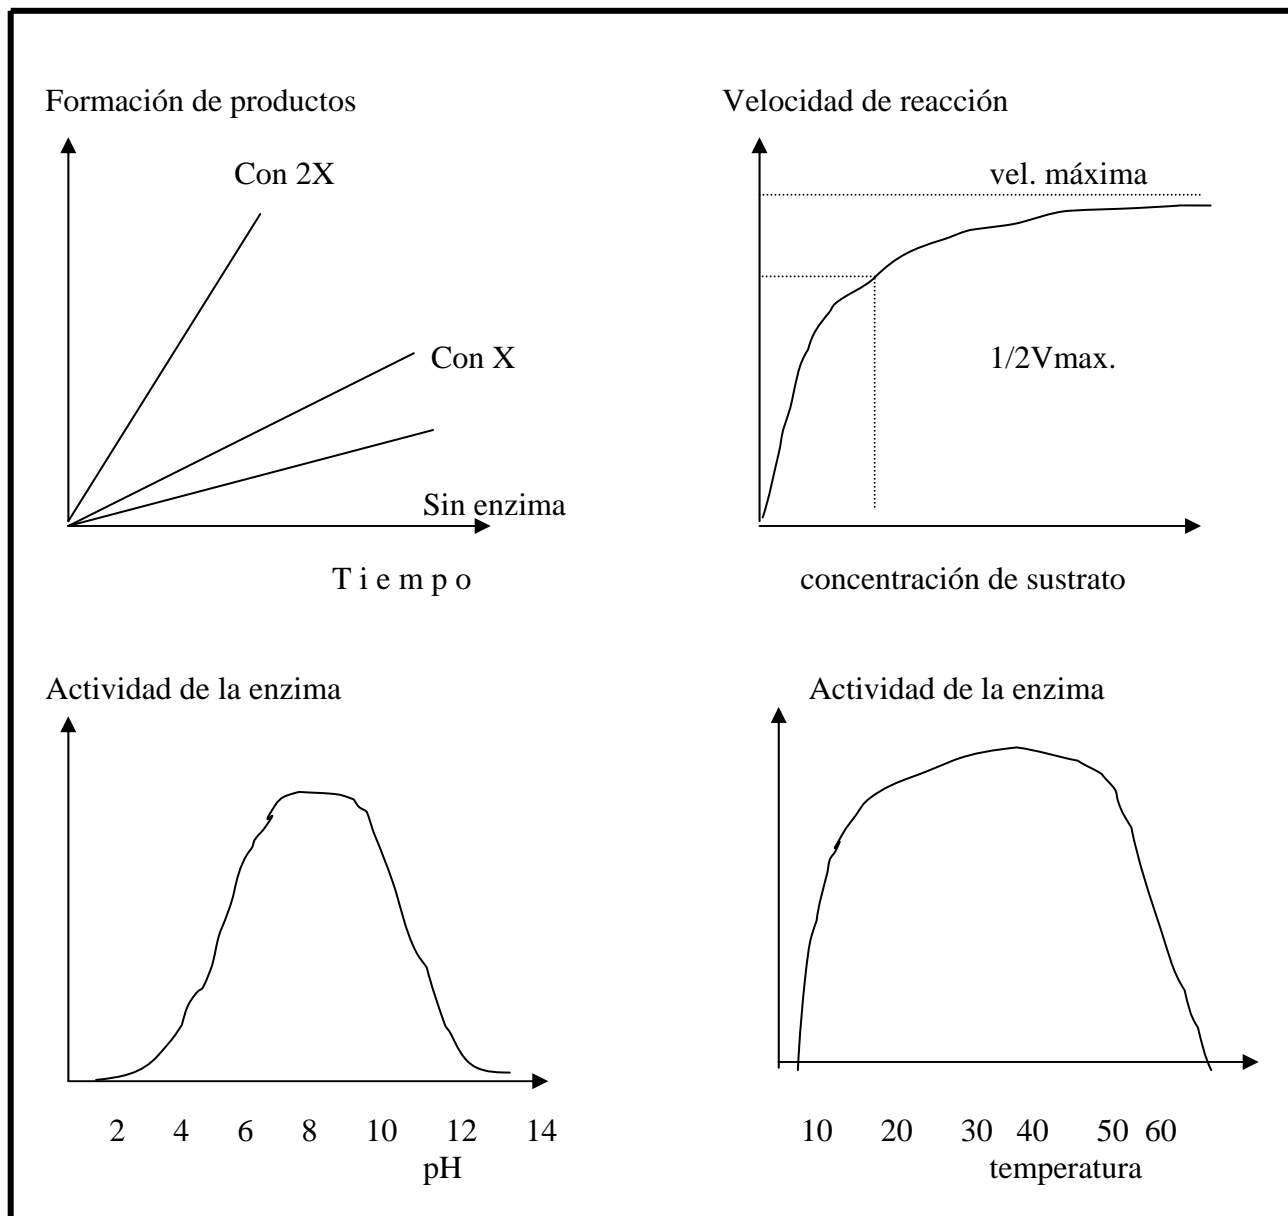 Formación de productos
Velocidad de reacción
Con 2X
vel. máxima
Con X
1/2Vmax.
Sin enzima
T i e m p o
concentración de sustrato
Actividad de la enzima
Actividad de la enzima
2 4 6 8 10 12 14
pH
10 20 30 40 50 60
temperatura